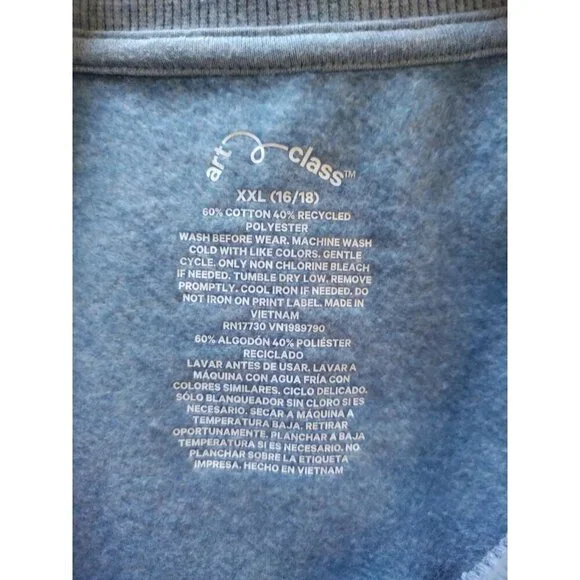 art class™
XXL (16/18)
60% COTTON 40% RECYCLED
POLYESTER
WASH BEFORE WEAR. MACHINE WASH
COLD WITH LIKE COLORS. GENTLE
CYCLE. ONLY NON CHLORINE BLEACH
IF NEEDED. TUMBLE DRY LOW. REMOVE
PROMPTLY. COOL IRON IF NEEDED. DO
NOT IRON ON PRINT LABEL. MADE IN
VIETNAM
RN17730 VN1989790
60% ALGODÓN 40% POLIÉSTER
RECICLADO
LAVAR ANTES DE USAR. LAVAR A
MÁQUINA CON AGUA FRÍA CON
COLORES SIMILARES. CICLO DELICADO.
SÓLO BLANQUEADOR SIN CLORO SI ES
NECESARIO. SECAR A MÁQUINA A
TEMPERATURA BAJA. RETIRAR
OPORTUNAMENTE. PLANCHAR A BAJA
TEMPERATURA SI ES NECESARIO. NO
PLANCHAR SOBRE LA ETIQUETA
IMPRESA. HECHO EN VIETNAM